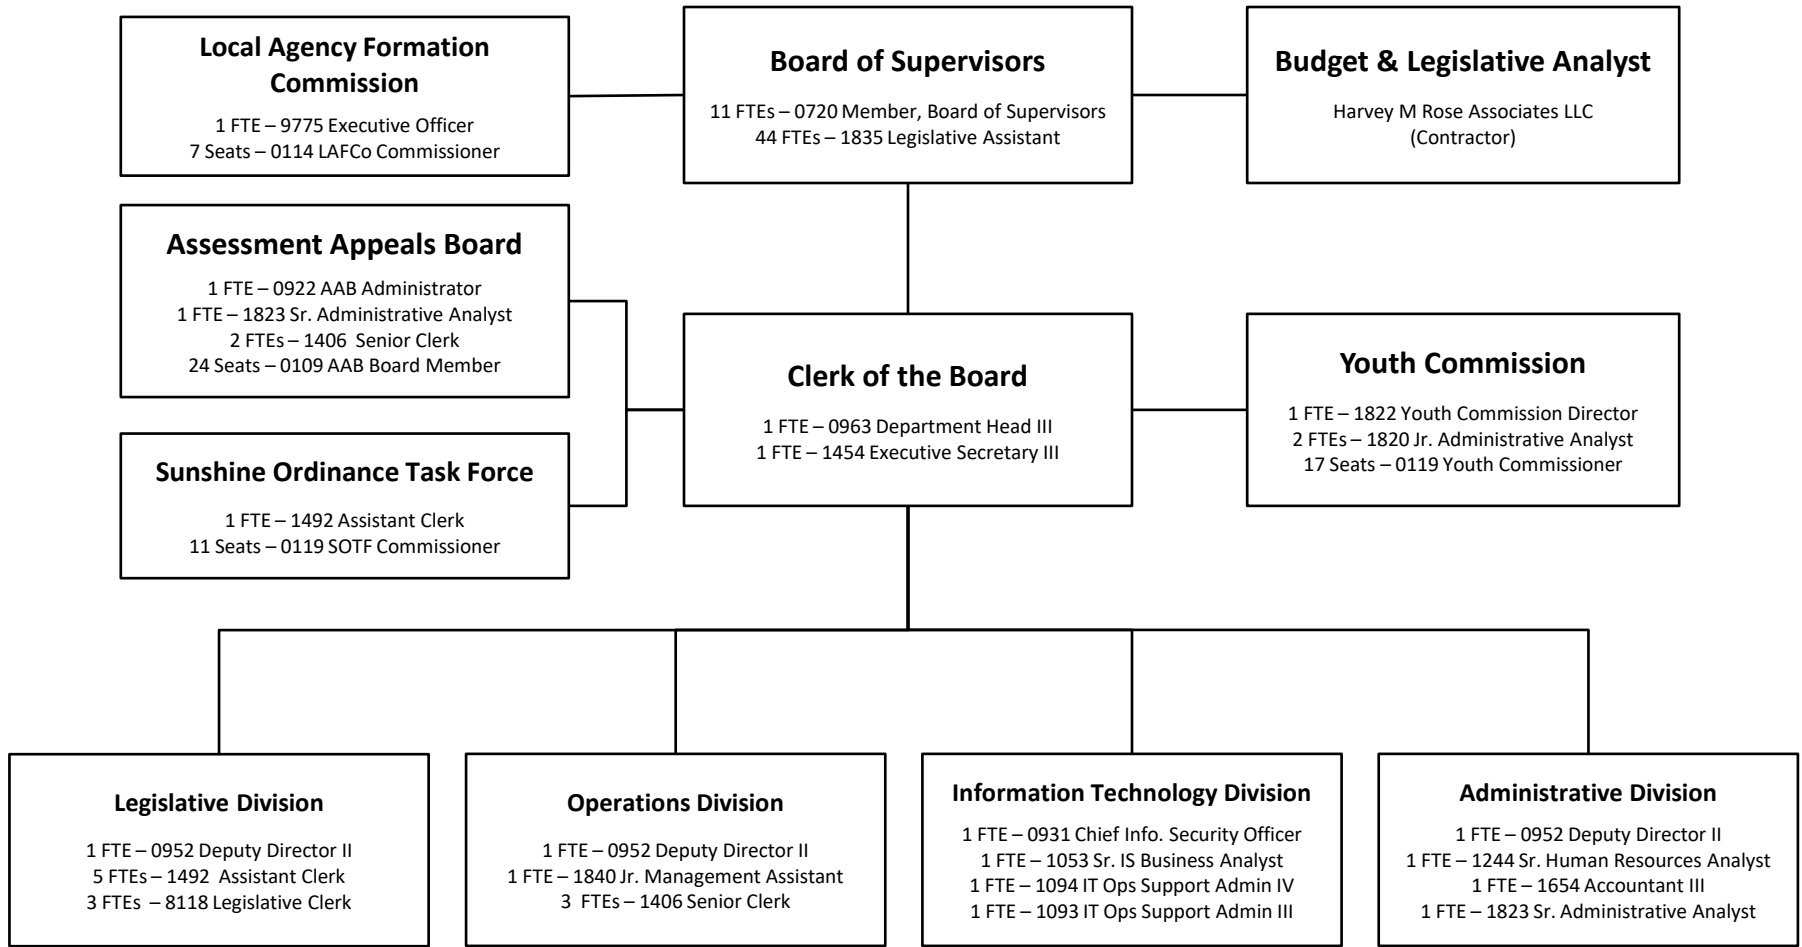 Local Agency Formation
Commission
1 FTE – 9775 Executive Officer
7 Seats – 0114 LAFCo Commissioner
Board of Supervisors
11 FTEs – 0720 Member, Board of Supervisors
44 FTEs – 1835 Legislative Assistant
Budget & Legislative Analyst
Harvey M Rose Associates LLC
(Contractor)
Assessment Appeals Board
1 FTE – 0922 AAB Administrator
1 FTE – 1823 Sr. Administrative Analyst
2 FTEs – 1406 Senior Clerk
24 Seats – 0109 AAB Board Member
Sunshine Ordinance Task Force
1 FTE – 1492 Assistant Clerk
11 Seats – 0119 SOTF Commissioner
Clerk of the Board
1 FTE – 0963 Department Head III
1 FTE – 1454 Executive Secretary III
Youth Commission
1 FTE – 1822 Youth Commission Director
2 FTEs – 1820 Jr. Administrative Analyst
17 Seats – 0119 Youth Commissioner
Legislative Division
1 FTE – 0952 Deputy Director II
5 FTEs – 1492 Assistant Clerk
3 FTEs – 8118 Legislative Clerk
Operations Division
1 FTE – 0952 Deputy Director II
1 FTE – 1840 Jr. Management Assistant
3 FTEs – 1406 Senior Clerk
Information Technology Division
1 FTE – 0931 Chief Info. Security Officer
1 FTE – 1053 Sr. IS Business Analyst
1 FTE – 1094 IT Ops Support Admin IV
1 FTE – 1093 IT Ops Support Admin III
Administrative Division
1 FTE – 0952 Deputy Director II
1 FTE – 1244 Sr. Human Resources Analyst
1 FTE – 1654 Accountant III
1 FTE – 1823 Sr. Administrative Analyst